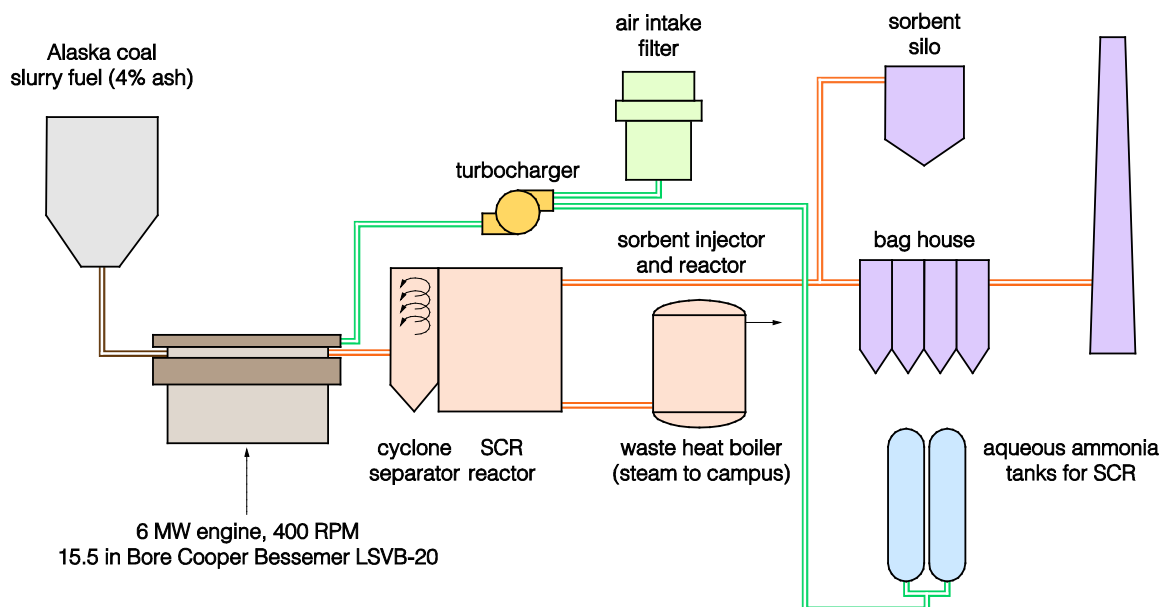 Alaska coal
slurry fuel (4% ash)
air intake
filter
sorbent
silo
turbocharger
sorbent injector
and reactor
bag house
cyclone
separator
SCR
reactor
waste heat boiler
(steam to campus)
aqueous ammonia
tanks for SCR
6 MW engine, 400 RPM
15.5 in Bore Cooper Bessemer LSVB-20